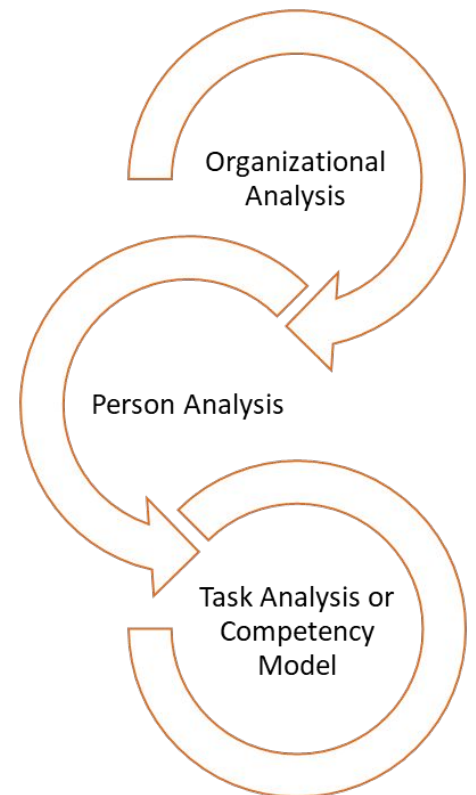 Organizational
Analysis
Person Analysis
Task Analysis or
Competency
Model